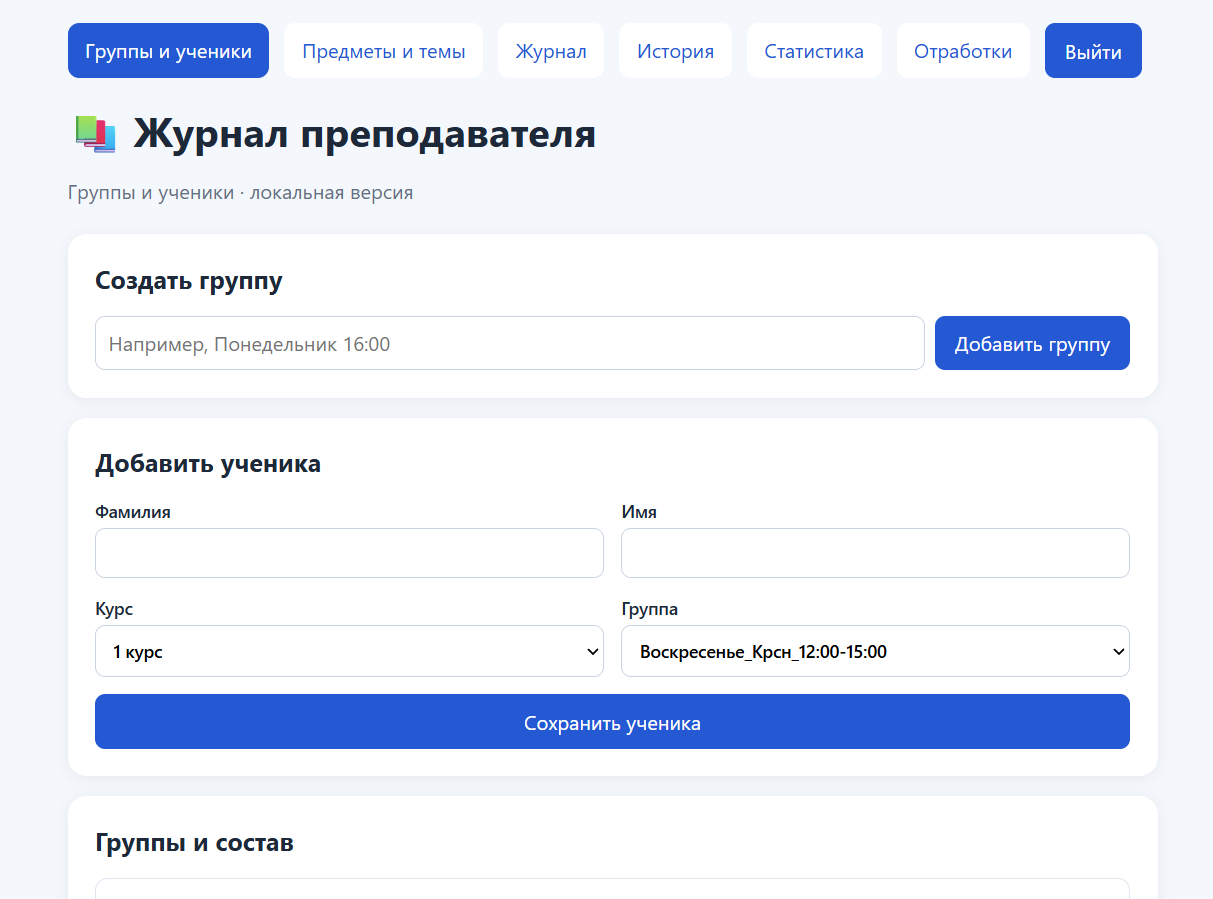 Группы и ученики Предметы и темы Журнал История Статистика Отработки Выйти
Журнал преподавателя
Группы и ученики · локальная версия
Создать группу
Например, Понедельник 16:00 Добавить группу
Добавить ученика
Фамилия Имя
Курс Группа
1 курс Воскресенье_Крсн_12:00-15:00
Сохранить ученика
Группы и состав